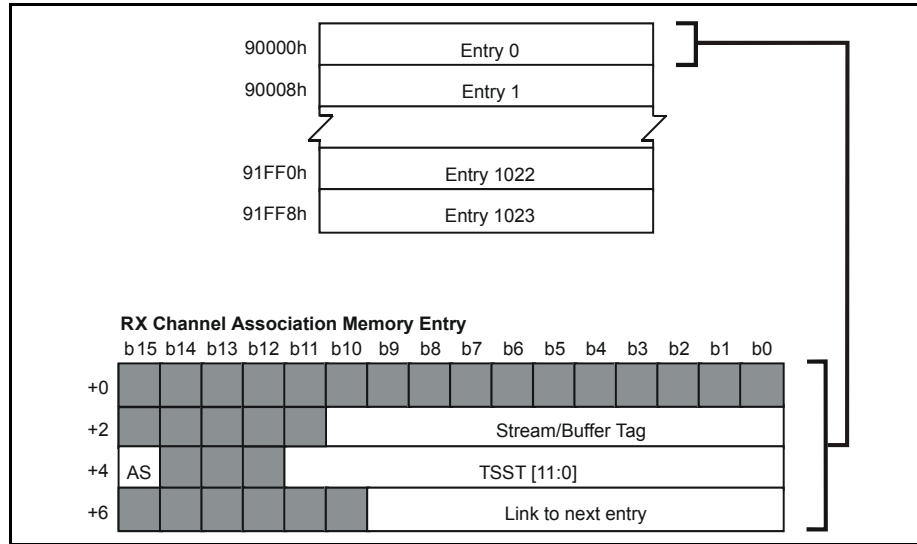 90000h Entry 0
90008h Entry 1
91FF0h Entry 1022
91FF8h Entry 1023
RX Channel Association Memory Entry
b15 b14 b13 b12 b11 b10 b9 b8 b7 b6 b5 b4 b3 b2 b1 b0
+0
+2 Stream/Buffer Tag
+4 AS TSST [11:0]
+6 Link to next entry